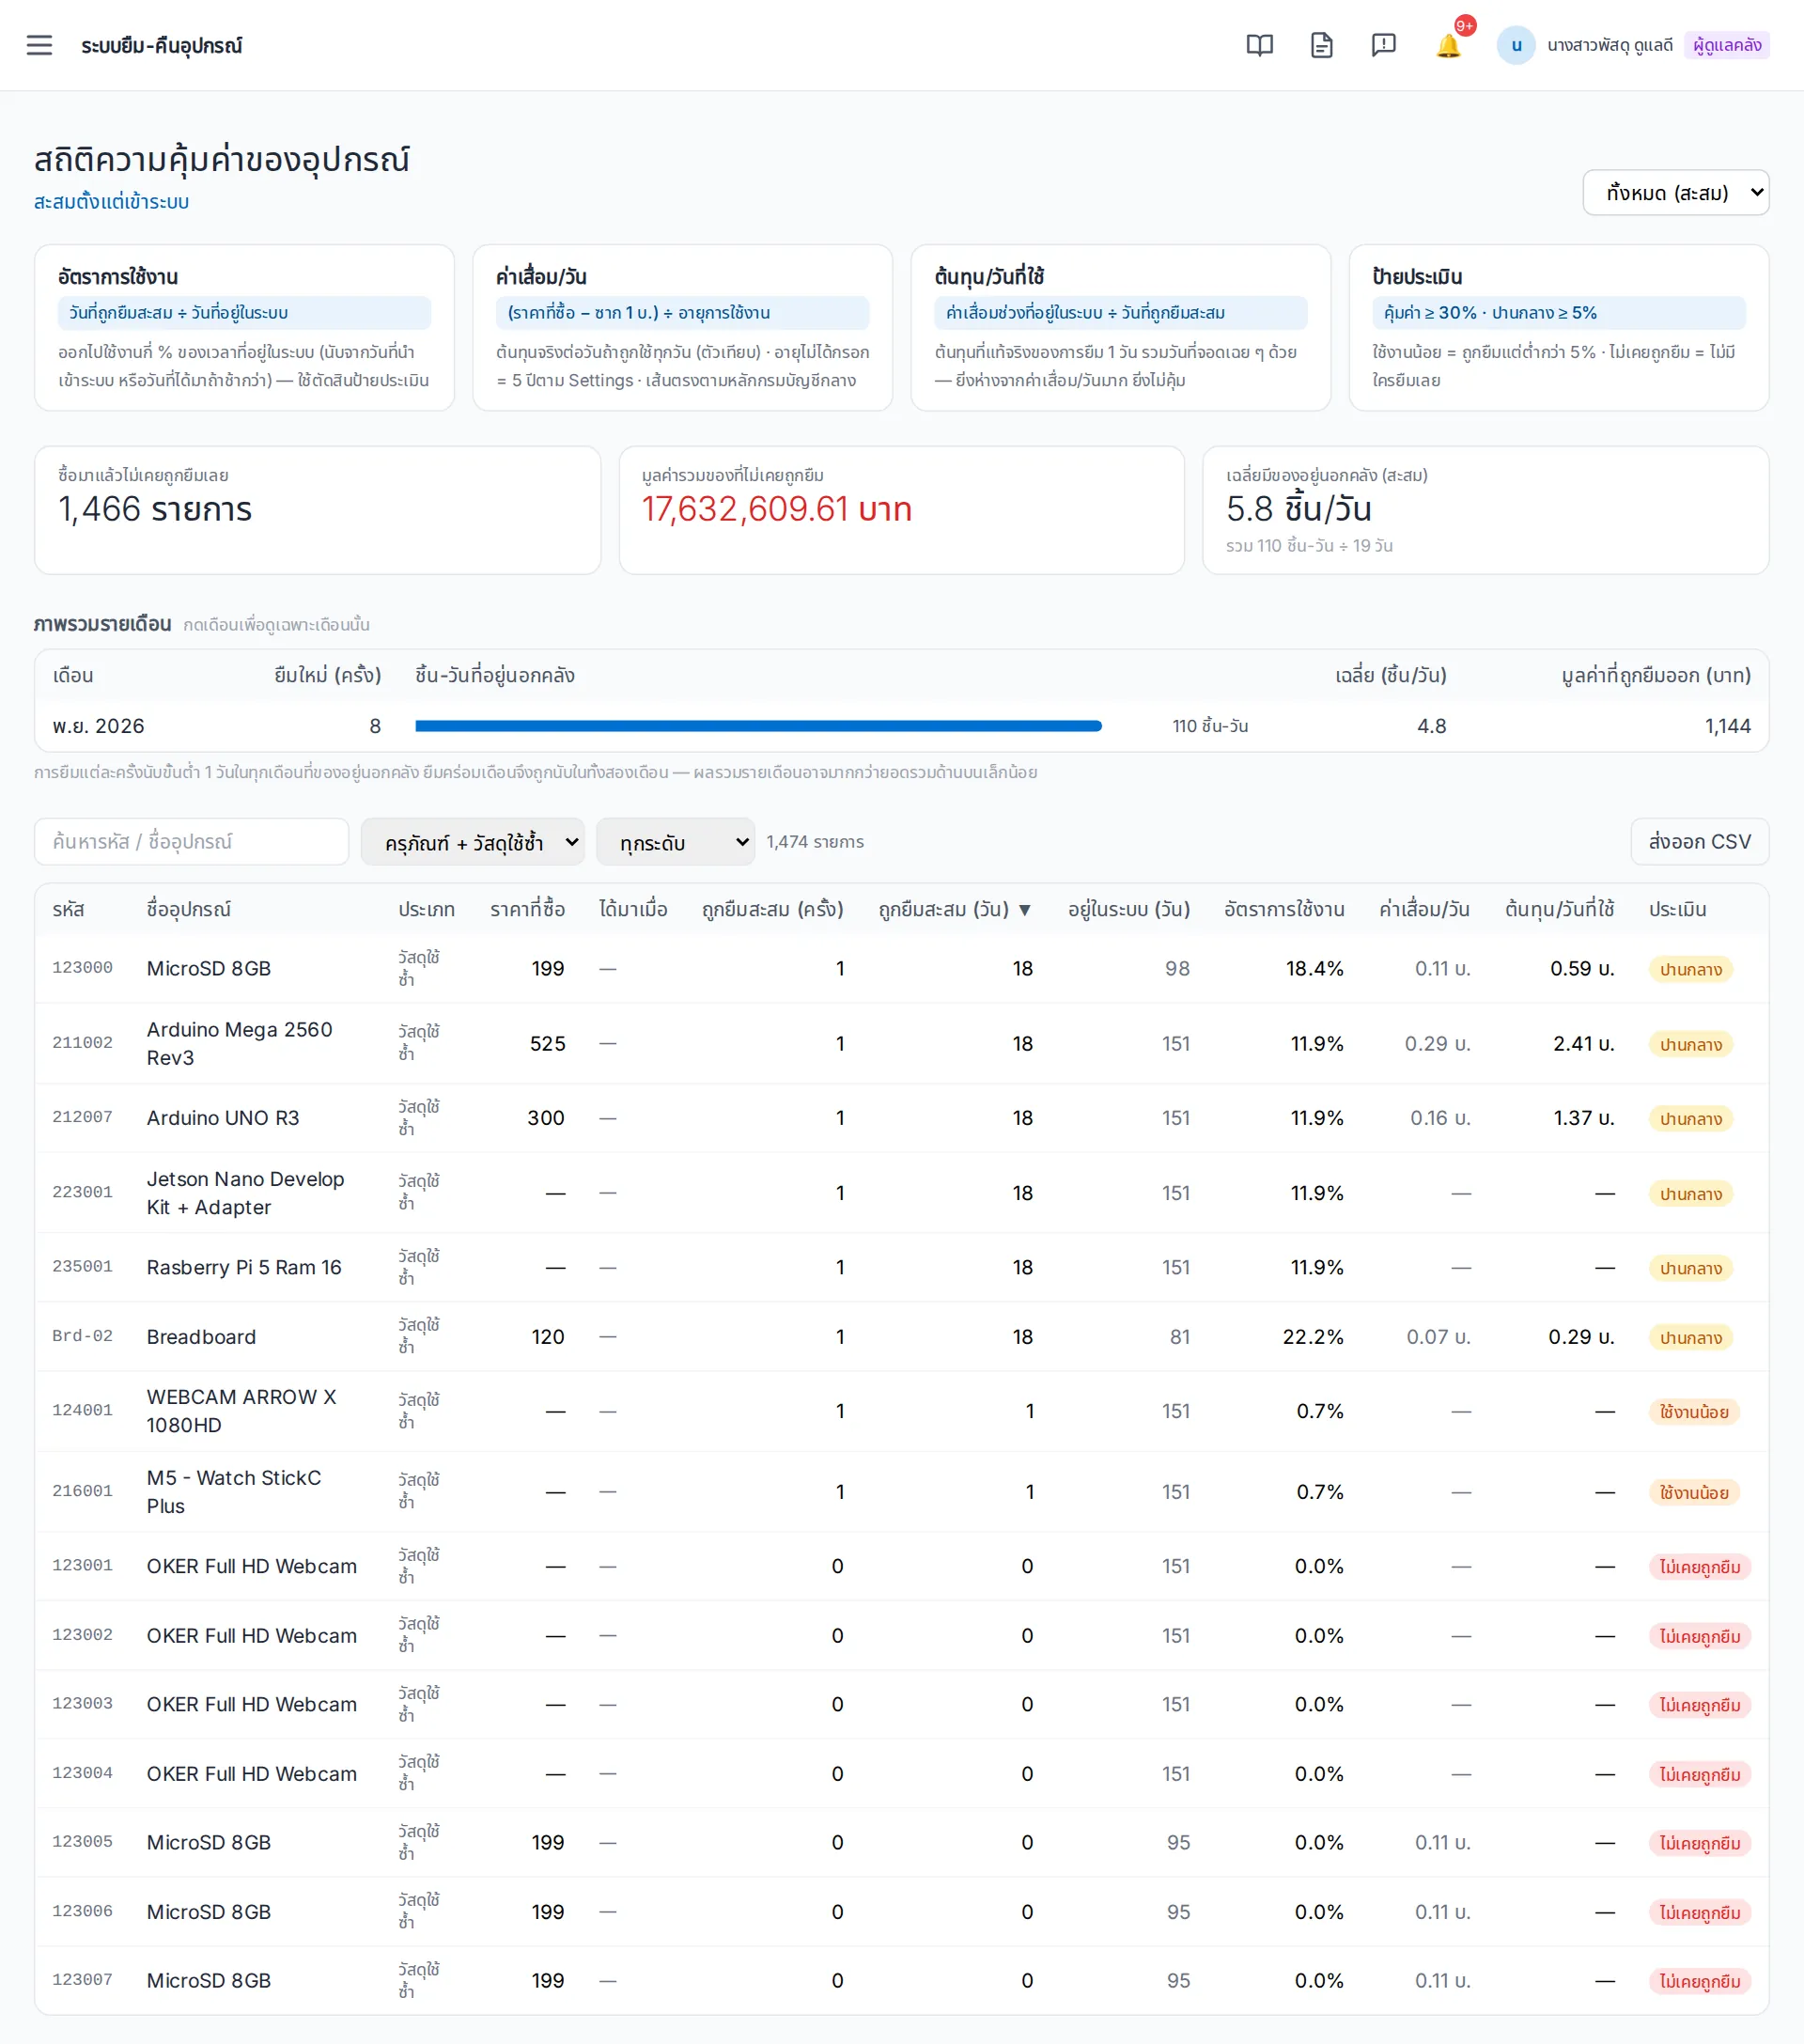 ระบบยืม-คืนอุปกรณ์
9+
น
นางสาวพัสดุ ดูแลดี
ผู้ดูแลคลัง
สถิติความคุ้มค่าของอุปกรณ์
สะสมตั้งแต่เข้าระบบ
ทั้งหมด (สะสม)
อัตราการใช้งาน
วันที่ถูกยืมสะสม ÷ วันที่อยู่ในระบบ
ออกไปใช้งานกี่ % ของเวลาที่อยู่ในระบบ (นับจากวันที่นำ
เข้าระบบ หรือวันที่ได้มาถ้าช้ากว่า) — ใช้ตัดสินป้ายประเมิน
ค่าเสื่อม/วัน
(ราคาที่ซื้อ − ซาก 1 บ.) ÷ อายุการใช้งาน
ต้นทุนจริงต่อวันถ้าถูกใช้ทุกวัน (ตัวเทียบ) · อายุไม่ได้กรอก
= 5 ปีตาม Settings · เส้นตรงตามหลักกรมบัญชีกลาง
ต้นทุน/วันที่ใช้
ค่าเสื่อมช่วงที่อยู่ในระบบ ÷ วันที่ถูกยืมสะสม
ต้นทุนที่แท้จริงของการยืม 1 วัน รวมวันที่จอดเฉย ๆ ด้วย
— ยิ่งห่างจากค่าเสื่อม/วันมาก ยิ่งไม่คุ้ม
ป้ายประเมิน
คุ้มค่า ≥ 30% · ปานกลาง ≥ 5%
ใช้งานน้อย = ถูกยืมแต่ต่ำกว่า 5% · ไม่เคยถูกยืม = ไม่มี
ใครยืมเลย
ซื้อมาแล้วไม่เคยถูกยืมเลย
1,466 รายการ
มูลค่ารวมของที่ไม่เคยถูกยืม
17,632,609.61 บาท
เฉลี่ยมีของอยู่นอกคลัง (สะสม)
5.8 ชิ้น/วัน
รวม 110 ชิ้น-วัน ÷ 19 วัน
ภาพรวมรายเดือน กดเดือนเพื่อดูเฉพาะเดือนนั้น
เดือน ยืมใหม่ (ครั้ง) ชิ้น-วันที่อยู่นอกคลัง เฉลี่ย (ชิ้น/วัน) มูลค่าที่ถูกยืมออก (บาท)
พ.ย. 2026 8 110 ชิ้น-วัน 4.8 1,144
การยืมแต่ละครั้งนับขั้นต่ำ 1 วันในทุกเดือนที่ของอยู่นอกคลัง ยืมคร่อมเดือนจึงถูกนับในทั้งสองเดือน — ผลรวมรายเดือนอาจมากกว่ายอดรวมด้านบนเล็กน้อย
ค้นหารหัส / ชื่ออุปกรณ์ ครุภัณฑ์ + วัสดุใช้ซ้ำ ทุกระดับ 1,474 รายการ ส่งออก CSV
รหัส ชื่ออุปกรณ์ ประเภท ราคาที่ซื้อ ได้มาเมื่อ ถูกยืมสะสม (ครั้ง) ถูกยืมสะสม (วัน) ▼ อยู่ในระบบ (วัน) อัตราการใช้งาน ค่าเสื่อม/วัน ต้นทุน/วันที่ใช้ ประเมิน
123000 MicroSD 8GB วัสดุใช้ซ้ำ 199 — 1 18 98 18.4% 0.11 บ. 0.59 บ. ปานกลาง
211002 Arduino Mega 2560 Rev3 วัสดุใช้ซ้ำ 525 — 1 18 151 11.9% 0.29 บ. 2.41 บ. ปานกลาง
212007 Arduino UNO R3 วัสดุใช้ซ้ำ 300 — 1 18 151 11.9% 0.16 บ. 1.37 บ. ปานกลาง
223001 Jetson Nano Develop Kit + Adapter วัสดุใช้ซ้ำ — — 1 18 151 11.9% — — ปานกลาง
235001 Rasberry Pi 5 Ram 16 วัสดุใช้ซ้ำ — — 1 18 151 11.9% — — ปานกลาง
Brd-02 Breadboard วัสดุใช้ซ้ำ 120 — 1 18 81 22.2% 0.07 บ. 0.29 บ. ปานกลาง
124001 WEBCAM ARROW X 1080HD วัสดุใช้ซ้ำ — — 1 1 151 0.7% — — ใช้งานน้อย
216001 M5 - Watch StickC Plus วัสดุใช้ซ้ำ — — 1 1 151 0.7% — — ใช้งานน้อย
123001 OKER Full HD Webcam วัสดุใช้ซ้ำ — — 0 0 151 0.0% — — ไม่เคยถูกยืม
123002 OKER Full HD Webcam วัสดุใช้ซ้ำ — — 0 0 151 0.0% — — ไม่เคยถูกยืม
123003 OKER Full HD Webcam วัสดุใช้ซ้ำ — — 0 0 151 0.0% — — ไม่เคยถูกยืม
123004 OKER Full HD Webcam วัสดุใช้ซ้ำ — — 0 0 151 0.0% — — ไม่เคยถูกยืม
123005 MicroSD 8GB วัสดุใช้ซ้ำ 199 — 0 0 95 0.0% 0.11 บ. — ไม่เคยถูกยืม
123006 MicroSD 8GB วัสดุใช้ซ้ำ 199 — 0 0 95 0.0% 0.11 บ. — ไม่เคยถูกยืม
123007 MicroSD 8GB วัสดุใช้ซ้ำ 199 — 0 0 95 0.0% 0.11 บ. — ไม่เคยถูกยืม